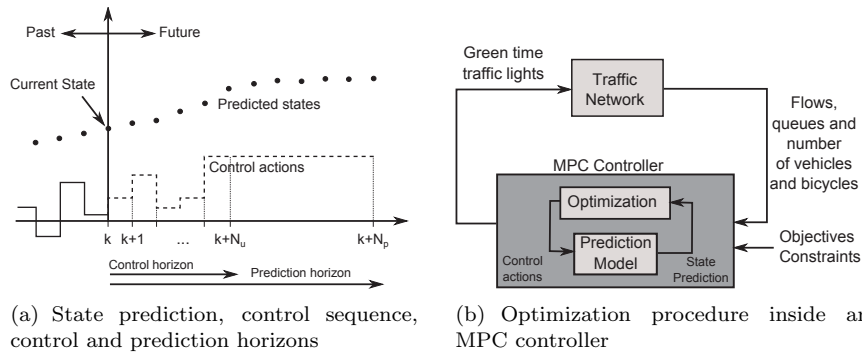 Past
Future
Current State
Predicted states
Control actions
k
k+1
...
k+Nu
k+Np
Control horizon
Prediction horizon
(a) State prediction, control sequence,
control and prediction horizons
Green time
traffic lights
Traffic
Network
Flows,
queues and
number
of vehicles
and bicycles
MPC Controller
Optimization
Prediction
Model
Control
actions
State
Prediction
Objectives
Constraints
(b) Optimization procedure inside an
MPC controller